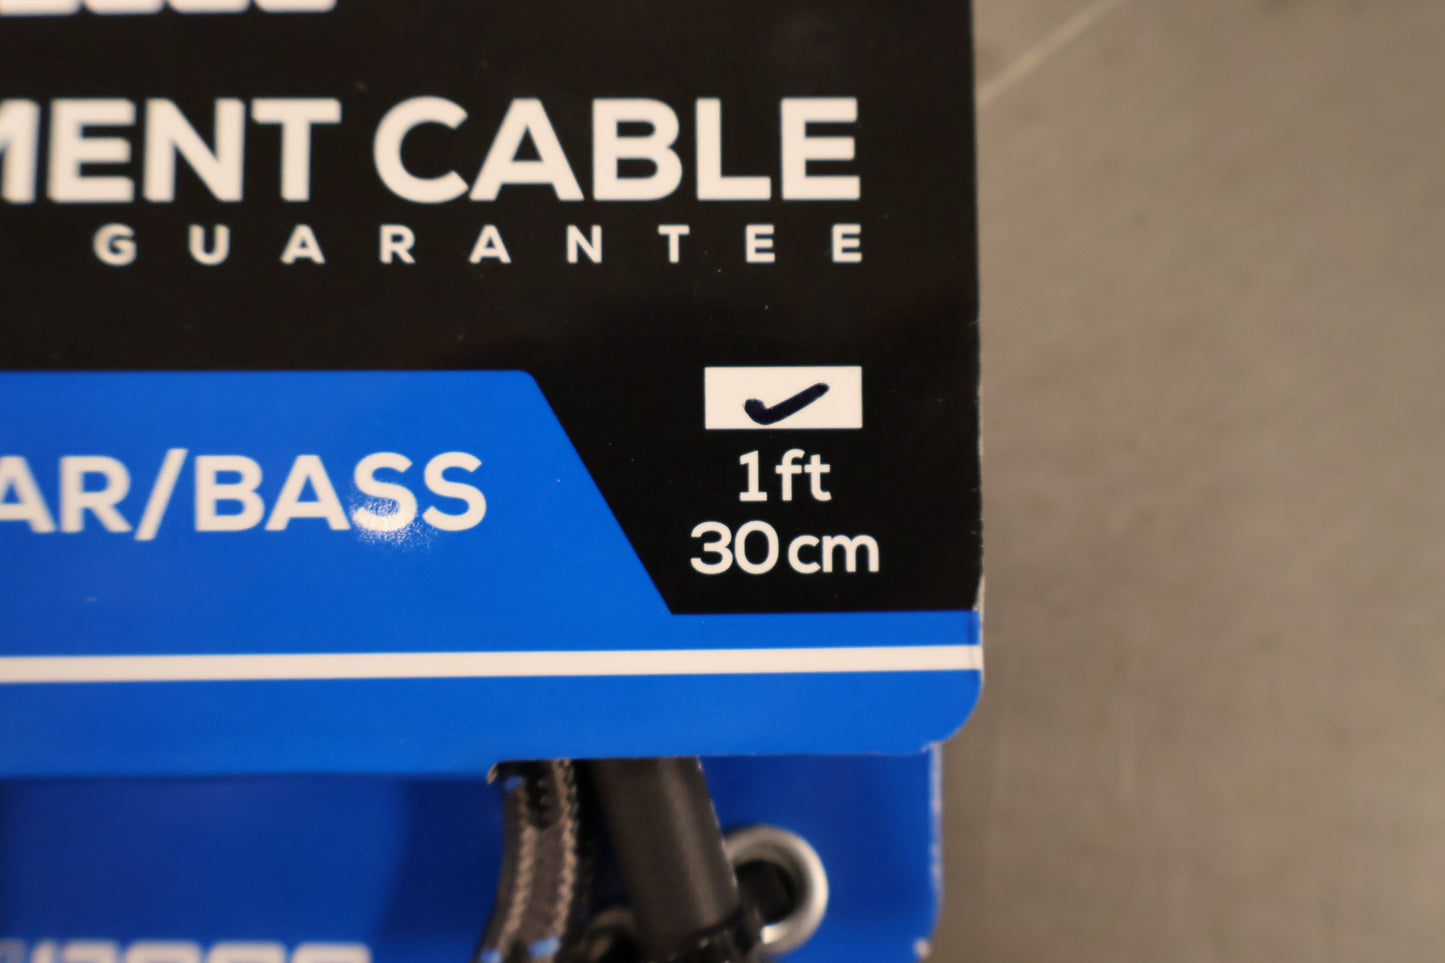 MENT CABLE
GUARANTEE
AR/BASS
1ft
30cm